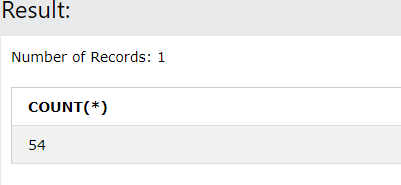 Result:
Number of Records: 1
COUNT(*)
54